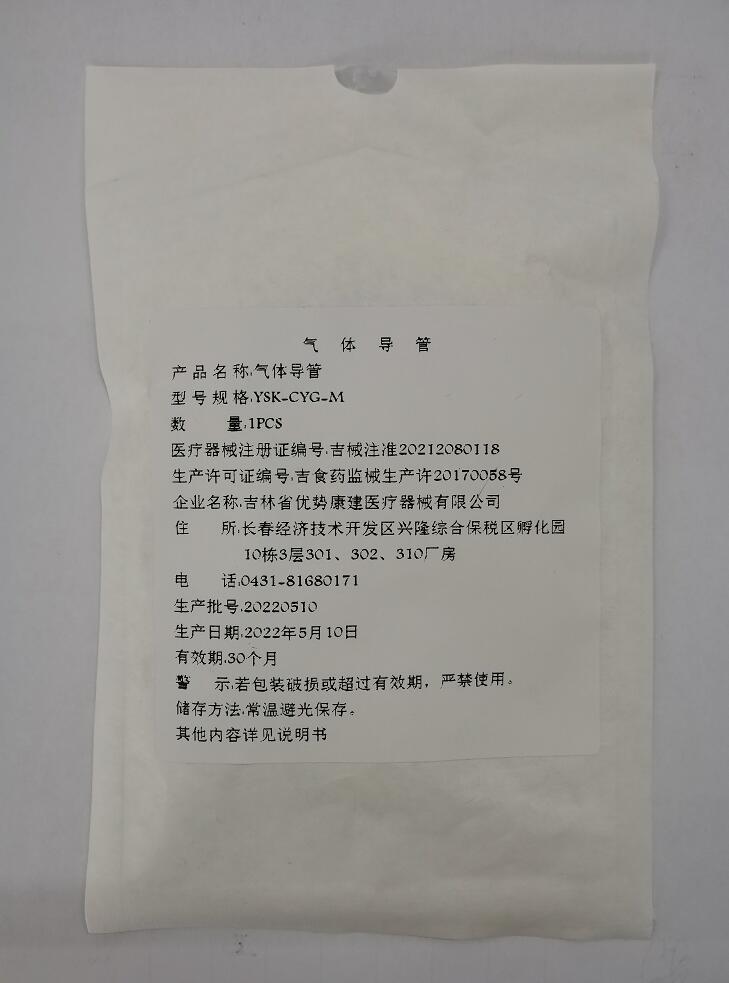 气 体 导 管
产品名称:气体导管
型号规格:YSK-CYG-M
数 量:1PCS
医疗器械注册证编号:吉械注准20212080118
生产许可证编号:吉食药监械生产许20170058号
企业名称:吉林省优势康建医疗器械有限公司
住 所:长春经济技术开发区兴隆综合保税区孵化园
10栋3层301、302、310厂房
电 话:0431-81680171
生产批号:20220510
生产日期:2022年5月10日
有效期:30个月
警 示:若包装破损或超过有效期，严禁使用。
储存方法:常温避光保存。
其他内容详见说明书